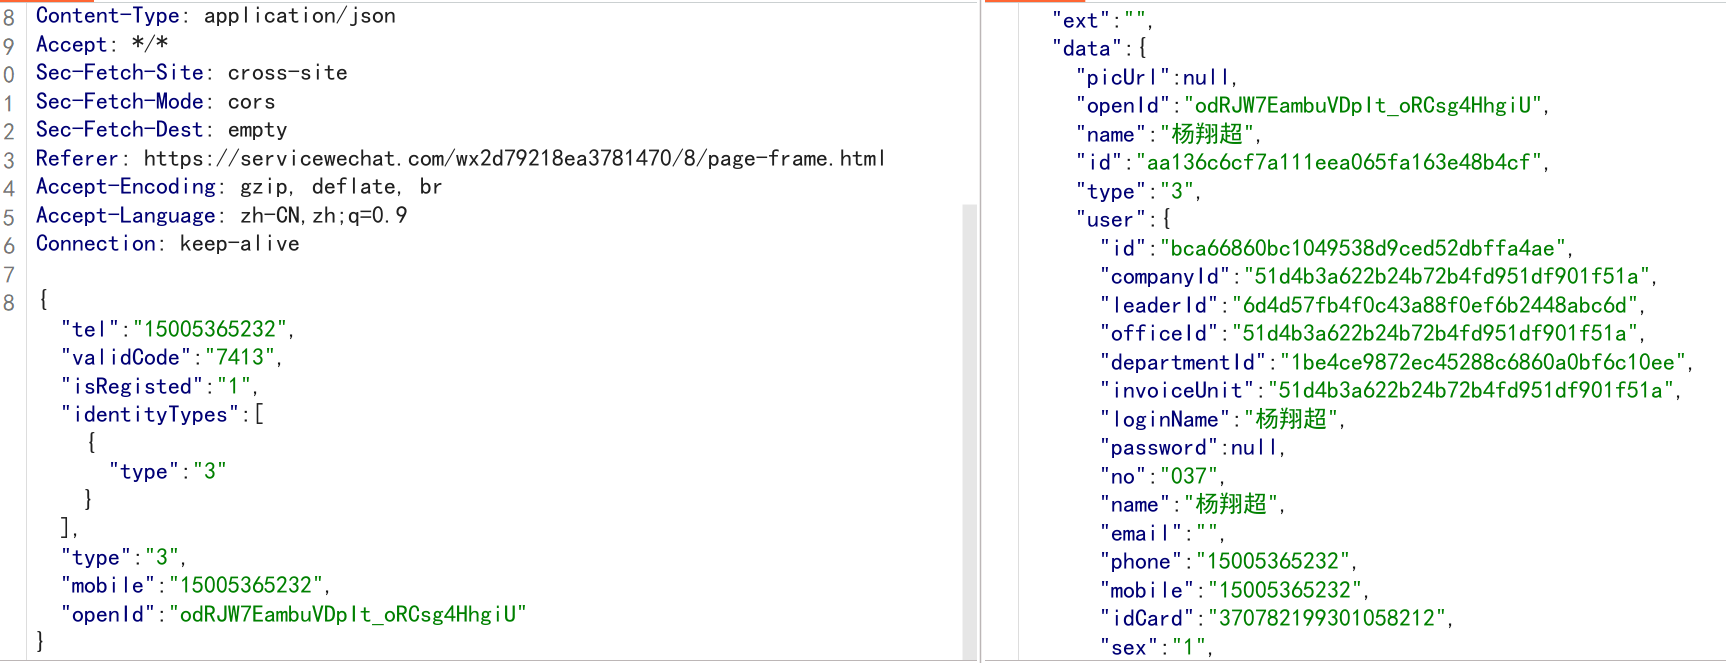 8 Content-Type: application/json
9 Accept: */*
0 Sec-Fetch-Site: cross-site
1 Sec-Fetch-Mode: cors
2 Sec-Fetch-Dest: empty
3 Referer: https://servicewechat.com/wx2d79218ea3781470/8/page-frame.html
4 Accept-Encoding: gzip, deflate, br
5 Accept-Language: zh-CN,zh;q=0.9
6 Connection: keep-alive
7
8 {
"tel":"15005365232",
"validCode":"7413",
"isRegisted":"1",
"identityTypes":[
{
"type":"3"
}
],
"type":"3",
"mobile":"15005365232",
"openId":"odRJW7EambuVDpIt_oRCsg4HhgiU"
}
"ext":"",
"data":{
"picUrl":null,
"openId":"odRJW7EambuVDpIt_oRCsg4HhgiU",
"name":"杨翔超",
"id":"aa136c6cf7a111eea065fa163e48b4cf",
"type":"3",
"user":{
"id":"bca66860bc1049538d9ced52dbffa4ae",
"companyId":"51d4b3a622b24b72b4fd951df901f51a",
"leaderId":"6d4d57fb4f0c43a88f0ef6b2448abc6d",
"officeId":"51d4b3a622b24b72b4fd951df901f51a",
"departmentId":"1be4ce9872ec45288c6860a0bf6c10ee",
"invoiceUnit":"51d4b3a622b24b72b4fd951df901f51a",
"loginName":"杨翔超",
"password":null,
"no":"037",
"name":"杨翔超",
"email":"",
"phone":"15005365232",
"mobile":"15005365232",
"idCard":"370782199301058212",
"sex":"1",